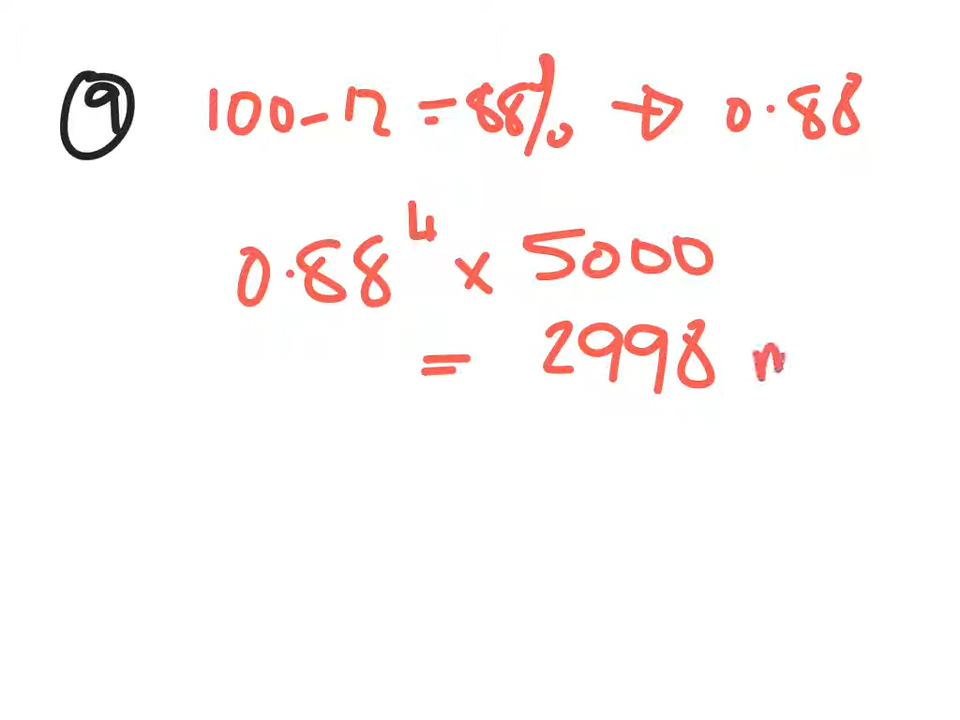 9 100-12 = 88% → 0.88
0.88⁴ × 5000
= 2998 n